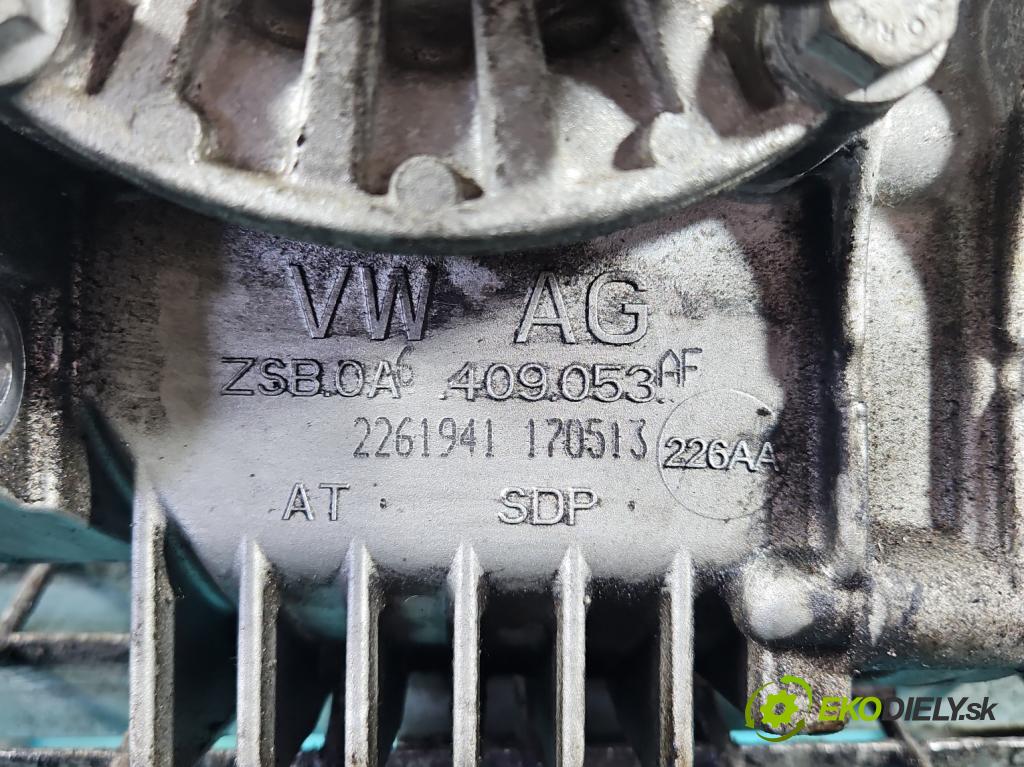 VW AG
ZSB.0A6 409.053 AF
2261941 170513 226AA
AT SDP
EKODIELY.sk